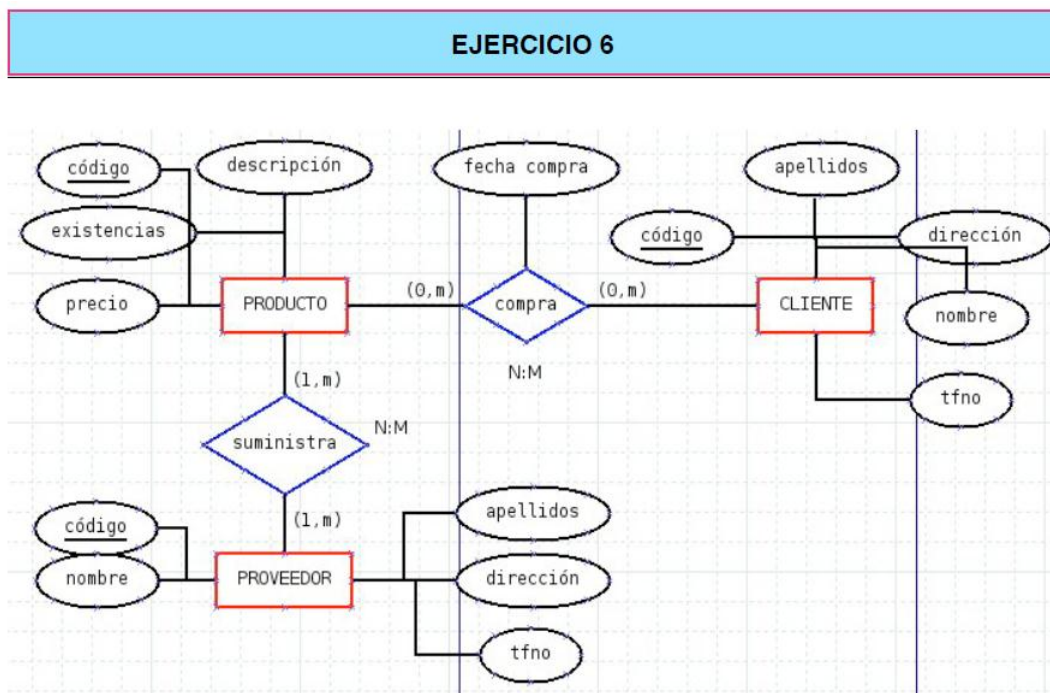 EJERCICIO 6
código
descripción
fecha compra
apellidos
existencias
código
dirección
precio
PRODUCTO
(0,m)
compra
(0,m)
CLIENTE
nombre
N:M
(1,m)
tfno
suministra
N:M
(1,m)
código
apellidos
nombre
PROVEEDOR
dirección
tfno